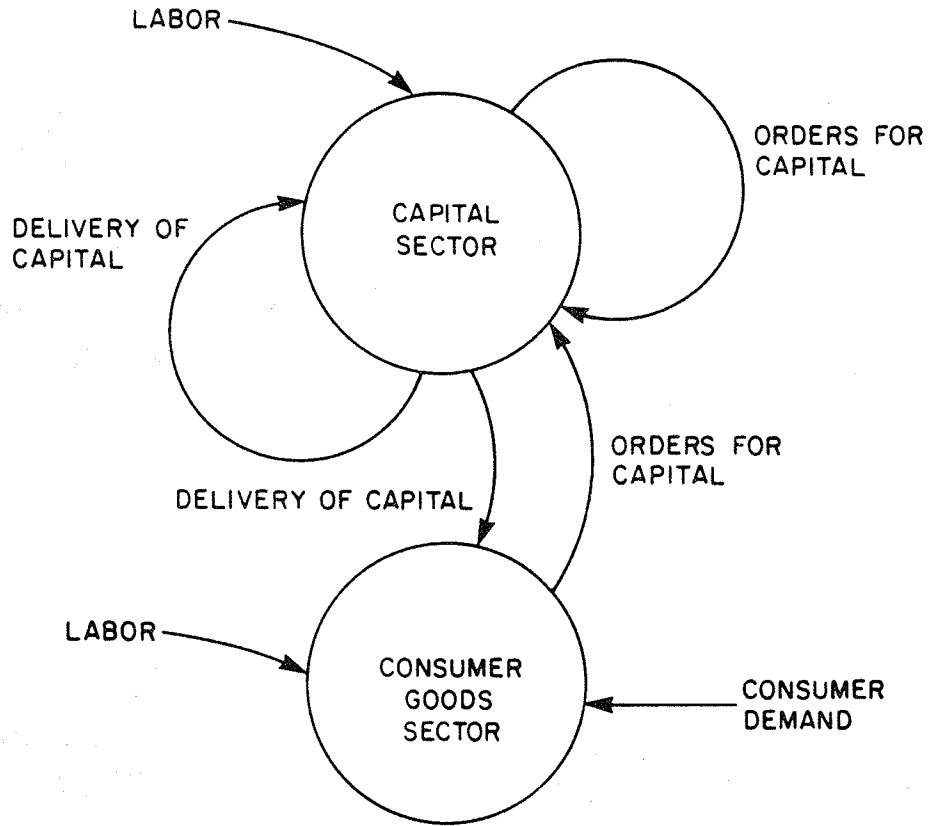 LABOR
ORDERS FOR
CAPITAL
CAPITAL
SECTOR
DELIVERY OF
CAPITAL
ORDERS FOR
CAPITAL
DELIVERY OF CAPITAL
LABOR
CONSUMER
GOODS
SECTOR
CONSUMER
DEMAND